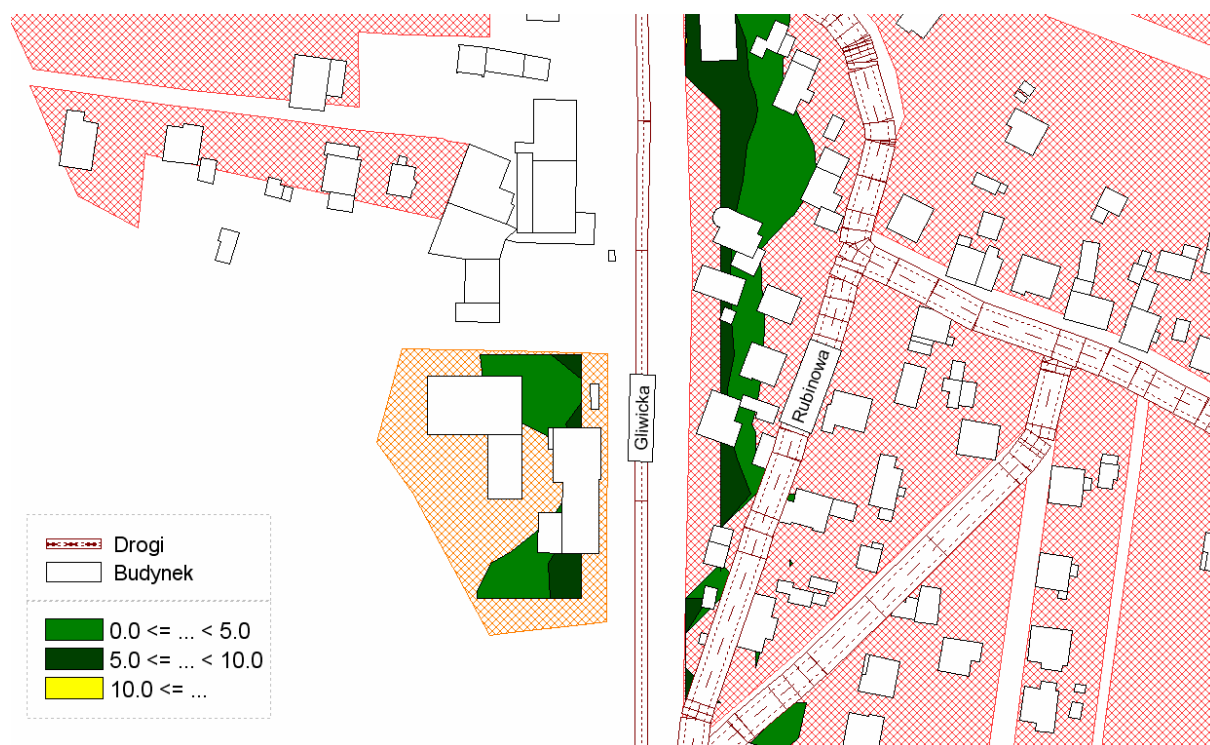 Rubinowa
Gliwicka
Drogi
Budynek
0.0 <= ... < 5.0
5.0 <= ... < 10.0
10.0 <= ...